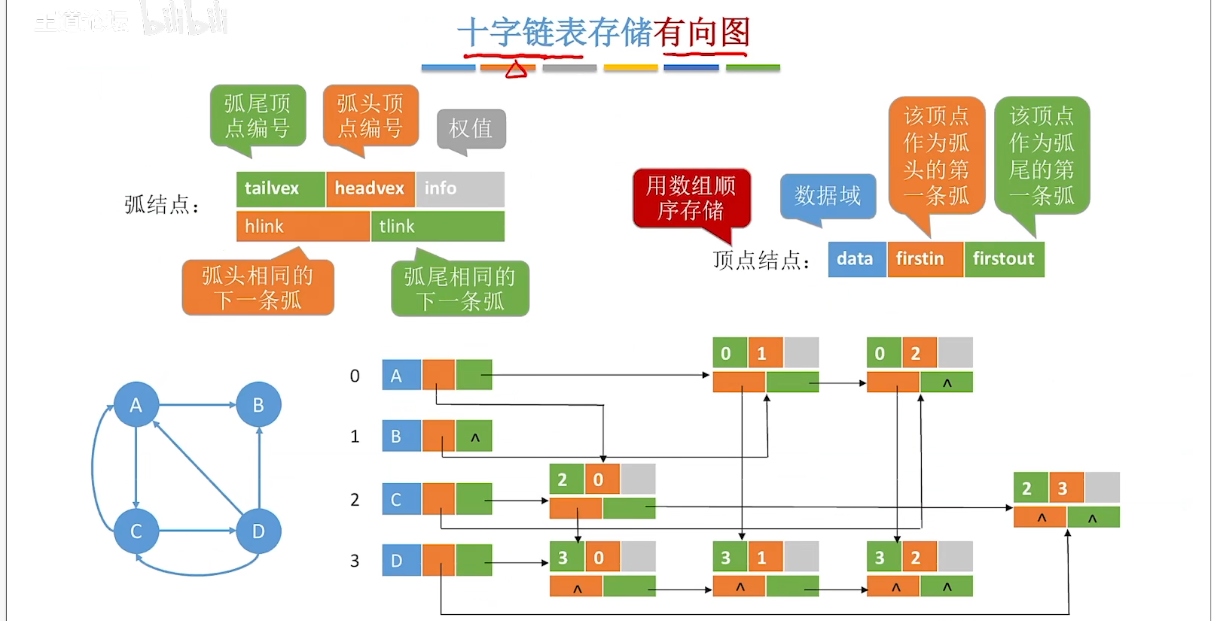 bilibili
十字链表存储有向图
弧尾顶
点编号
弧头顶
点编号
权值
该顶点
作为弧
头的第
一条弧
该顶点
作为弧
尾的第
一条弧
弧结点：
tailvex headvex info
hlink tlink
用数组顺
序存储
数据域
顶点结点：
data firstin firstout
弧头相同的
下一条弧
弧尾相同的
下一条弧
A B
C D
0 A
1 B ^
2 C
3 D
0 1
0 2
^
2 0
2 3
^ ^
3 0
^
3 1
^
3 2
^ ^